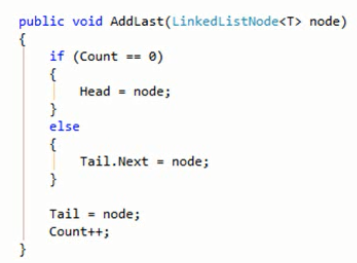 public void AddLast(LinkedListNode<T> node)
{
    if (Count == 0)
    {
        Head = node;
    }
    else
    {
        Tail.Next = node;
    }

    Tail = node;
    Count++;
}